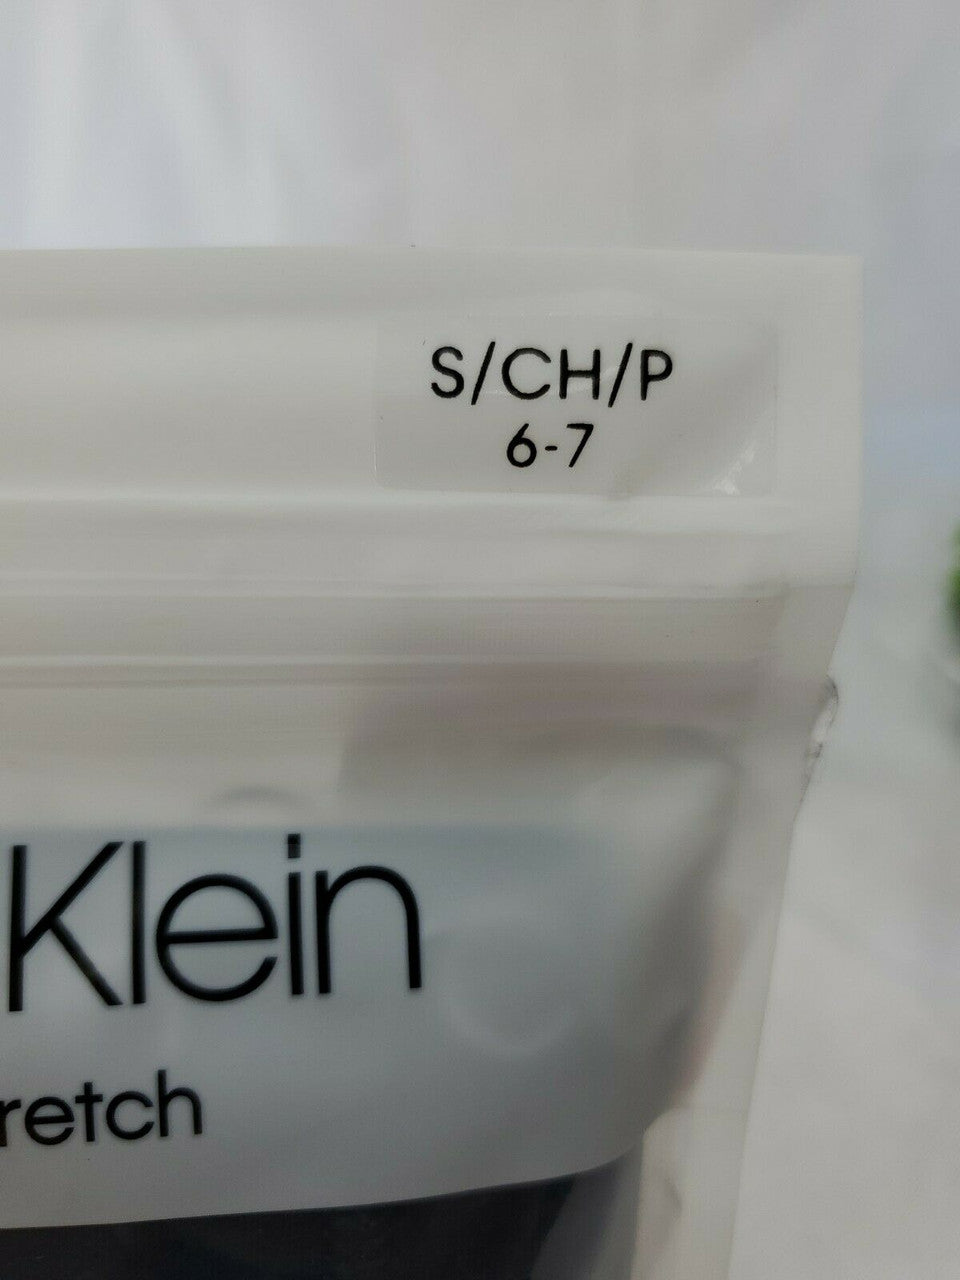 S/CH/P
6-7
Klein
retch